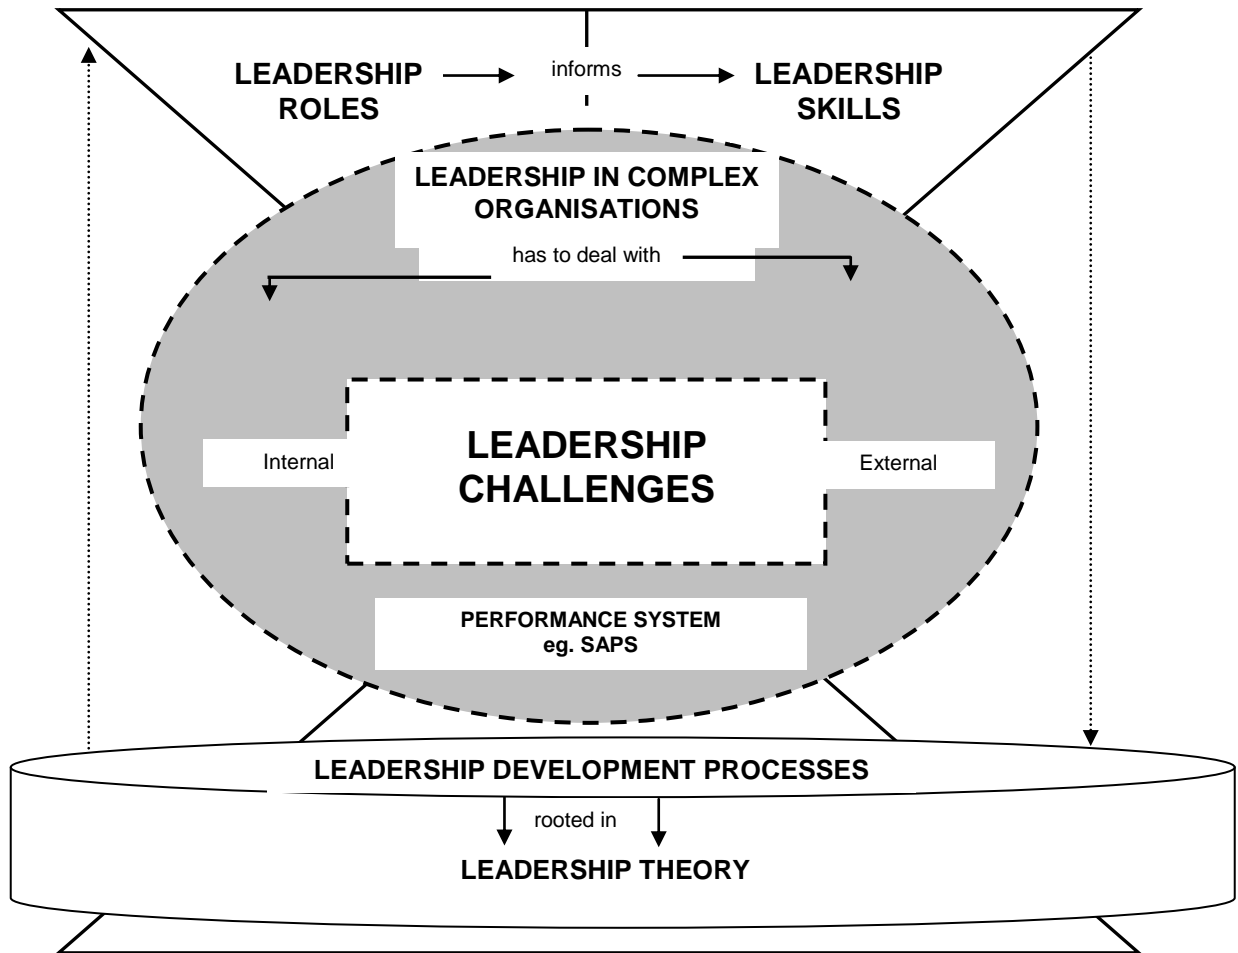 LEADERSHIP
ROLES
informs
LEADERSHIP
SKILLS
LEADERSHIP IN COMPLEX
ORGANISATIONS
has to deal with
Internal
LEADERSHIP
CHALLENGES
External
PERFORMANCE SYSTEM
eg. SAPS
LEADERSHIP DEVELOPMENT PROCESSES
rooted in
LEADERSHIP THEORY